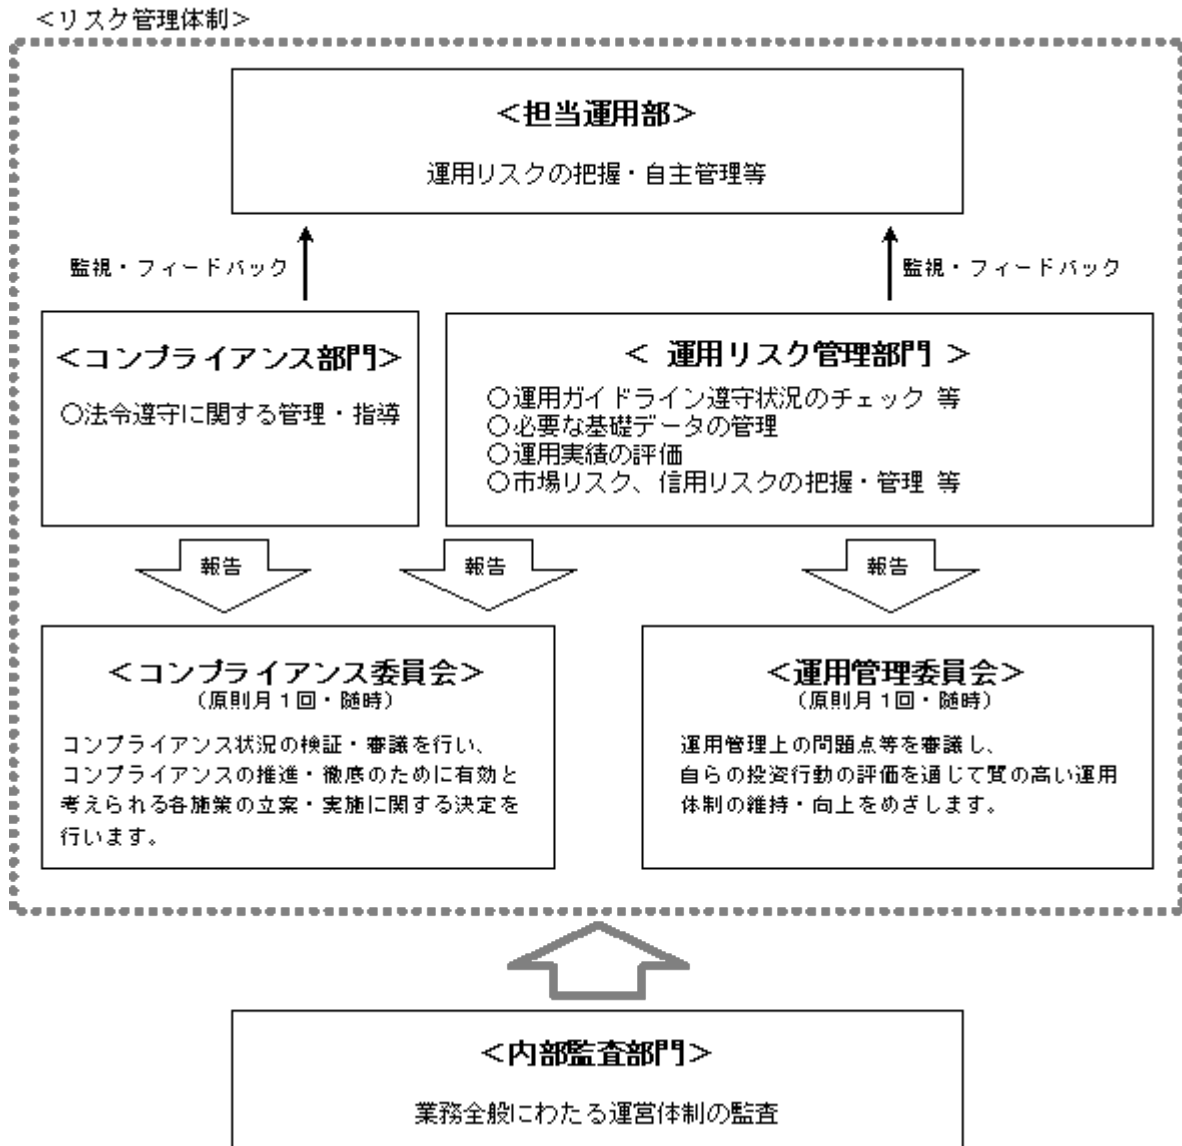 <リスク管理体制>
<担当運用部>
運用リスクの把握・自主管理等
監視・フィードバック
監視・フィードバック
<コンプライアンス部門>
○法令遵守に関する管理・指導
< 運用リスク管理部門 >
○運用ガイドライン遵守状況のチェック 等
○必要な基礎データの管理
○運用実績の評価
○市場リスク、信用リスクの把握・管理 等
報告
報告
報告
<コンプライアンス委員会>
(原則月1回・随時)
コンプライアンス状況の検証・審議を行い、
コンプライアンスの推進・徹底のために有効と
考えられる各施策の立案・実施に関する決定を
行います。
<運用管理委員会>
(原則月1回・随時)
運用管理上の問題点等を審議し、
自らの投資行動の評価を通じて質の高い運用
体制の維持・向上をめざします。
<内部監査部門>
業務全般にわたる運営体制の監査